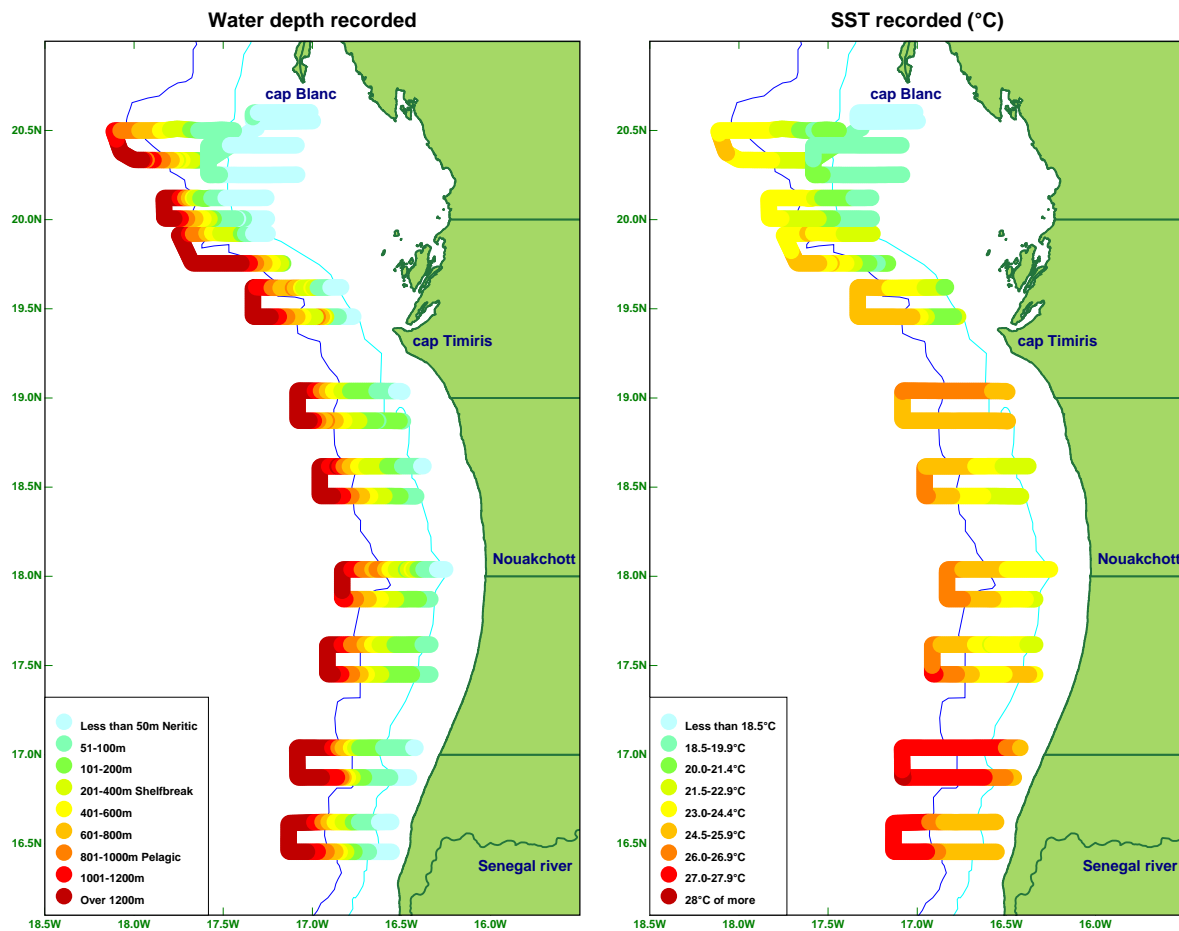 Water depth recorded
cap Blanc
20.5N
20.0N
19.5N
cap Timiris
19.0N
18.5N
Nouakchott
18.0N
17.5N
Less than 50m Neritic
51-100m
101-200m
201-400m Shelfbreak
401-600m
601-800m
801-1000m Pelagic
1001-1200m
Over 1200m
17.0N
16.5N
Senegal river
18.5W 18.0W 17.5W 17.0W 16.5W 16.0W
SST recorded (°C)
cap Blanc
20.5N
20.0N
19.5N
cap Timiris
19.0N
18.5N
Nouakchott
18.0N
17.5N
Less than 18.5°C
18.5-19.9°C
20.0-21.4°C
21.5-22.9°C
23.0-24.4°C
24.5-25.9°C
26.0-26.9°C
27.0-27.9°C
28°C of more
17.0N
16.5N
Senegal river
18.5W 18.0W 17.5W 17.0W 16.5W 16.0W